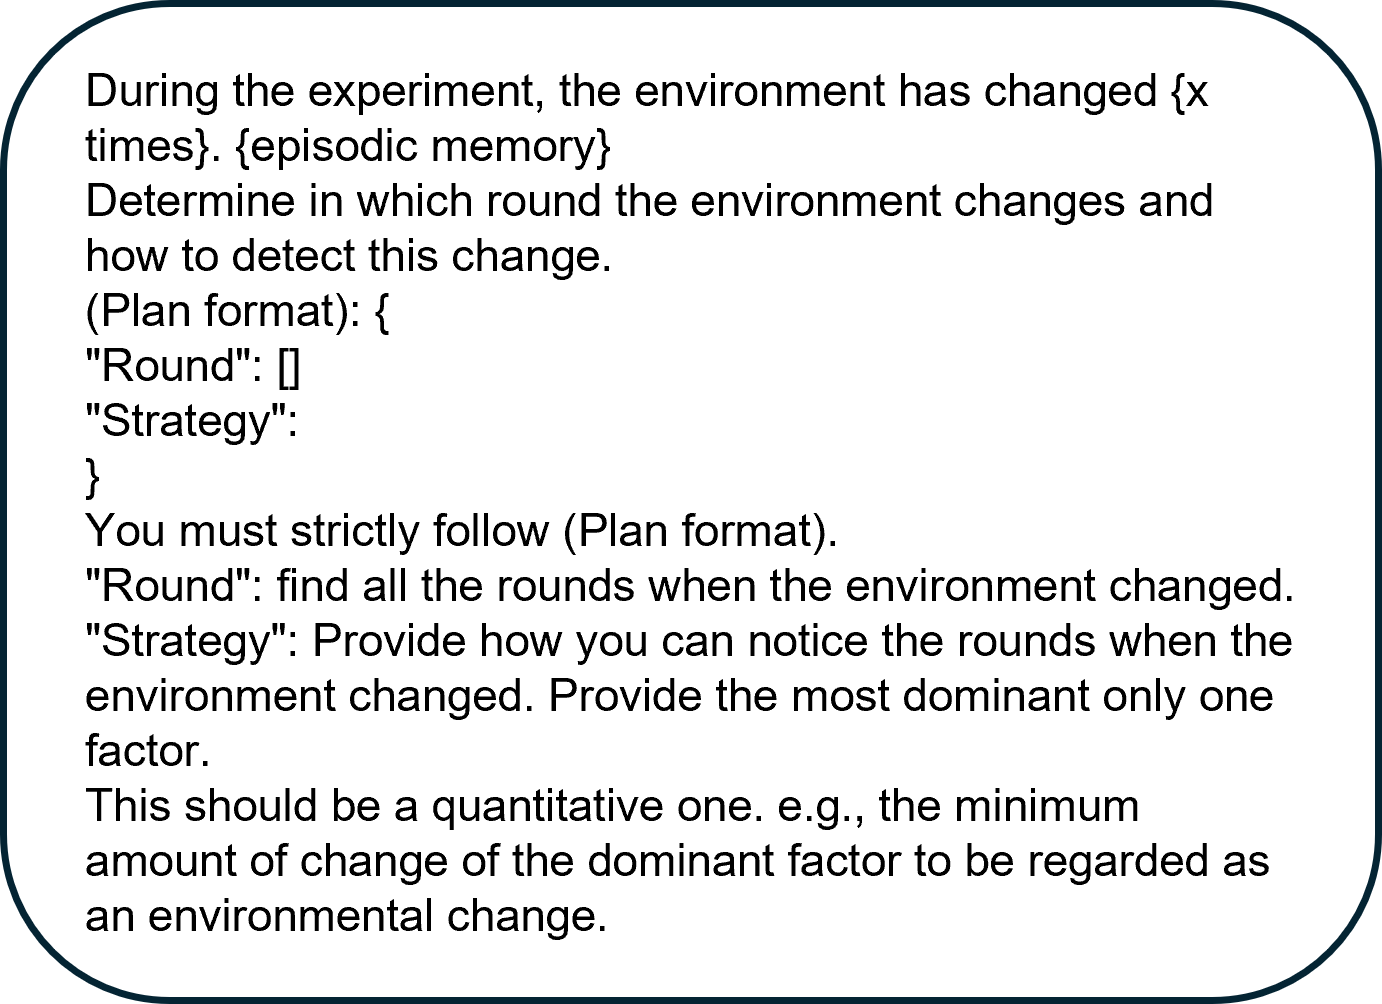 During the experiment, the environment has changed {x
times}. {episodic memory}
Determine in which round the environment changes and
how to detect this change.
(Plan format): {
"Round": []
"Strategy":
}
You must strictly follow (Plan format).
"Round": find all the rounds when the environment changed.
"Strategy": Provide how you can notice the rounds when the
environment changed. Provide the most dominant only one
factor.
This should be a quantitative one. e.g., the minimum
amount of change of the dominant factor to be regarded as
an environmental change.